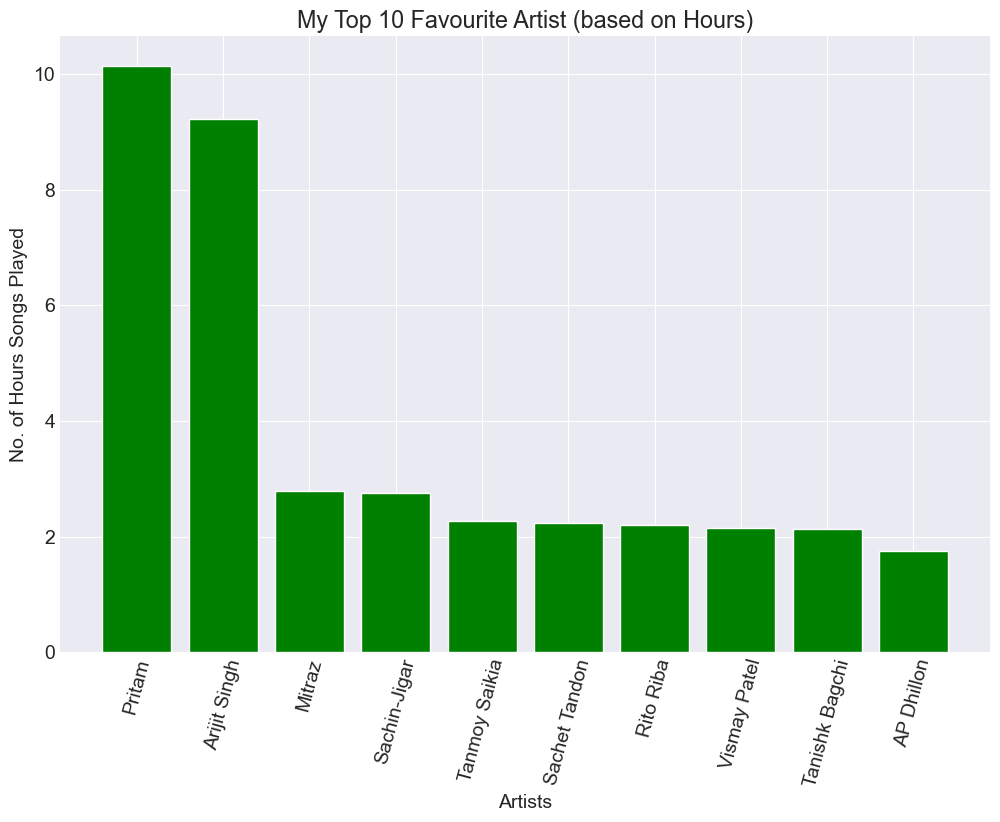 My Top 10 Favourite Artist (based on Hours)
No. of Hours Songs Played
10
8
6
4
2
0
Pritam
Arijit Singh
Mitraz
Sachin-Jigar
Tanmoy Saikia
Sachet Tandon
Rito Riba
Vismay Patel
Tanishk Bagchi
AP Dhillon
Artists